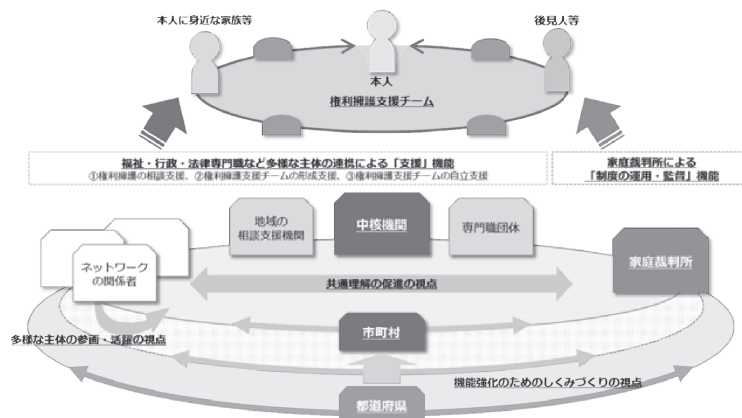 本人に身近な家族等
後見人等
本人
権利擁護支援チーム
福祉・行政・法律専門職など多様な主体の連携による「支援」機能
①権利擁護の相談支援、②権利擁護支援チームの形成支援、③権利擁護支援チームの自立支援
家庭裁判所による
「制度の運用・監督」機能
地域の
相談支援機関
中核機関
専門職団体
ネットワーク
の関係者
家庭裁判所
共通理解の促進の視点
市町村
多様な主体の参画・活躍の視点
機能強化のためのしくみづくりの視点
都道府県